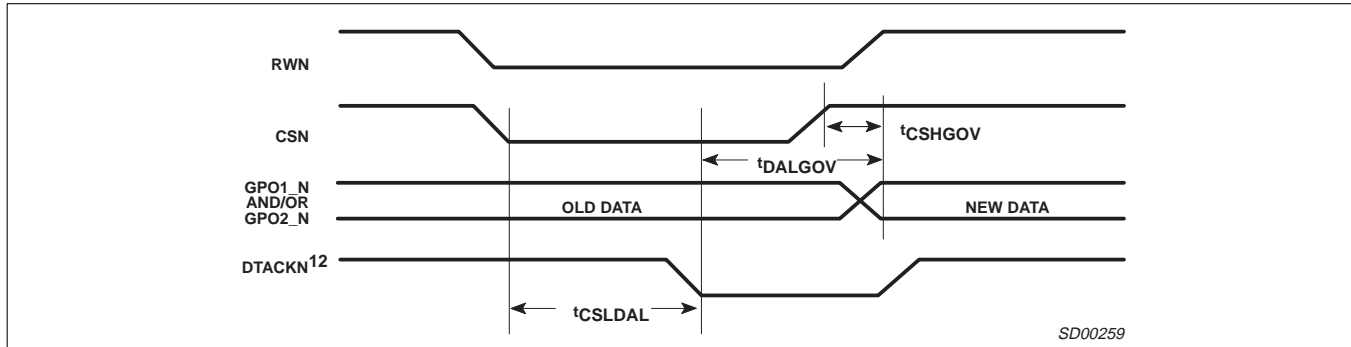 RWN
CSN
tCSHGOV
tDALGOV
GPO1_N
AND/OR
GPO2_N
OLD DATA
NEW DATA
DTACKN12
tCSLDAL
SD00259